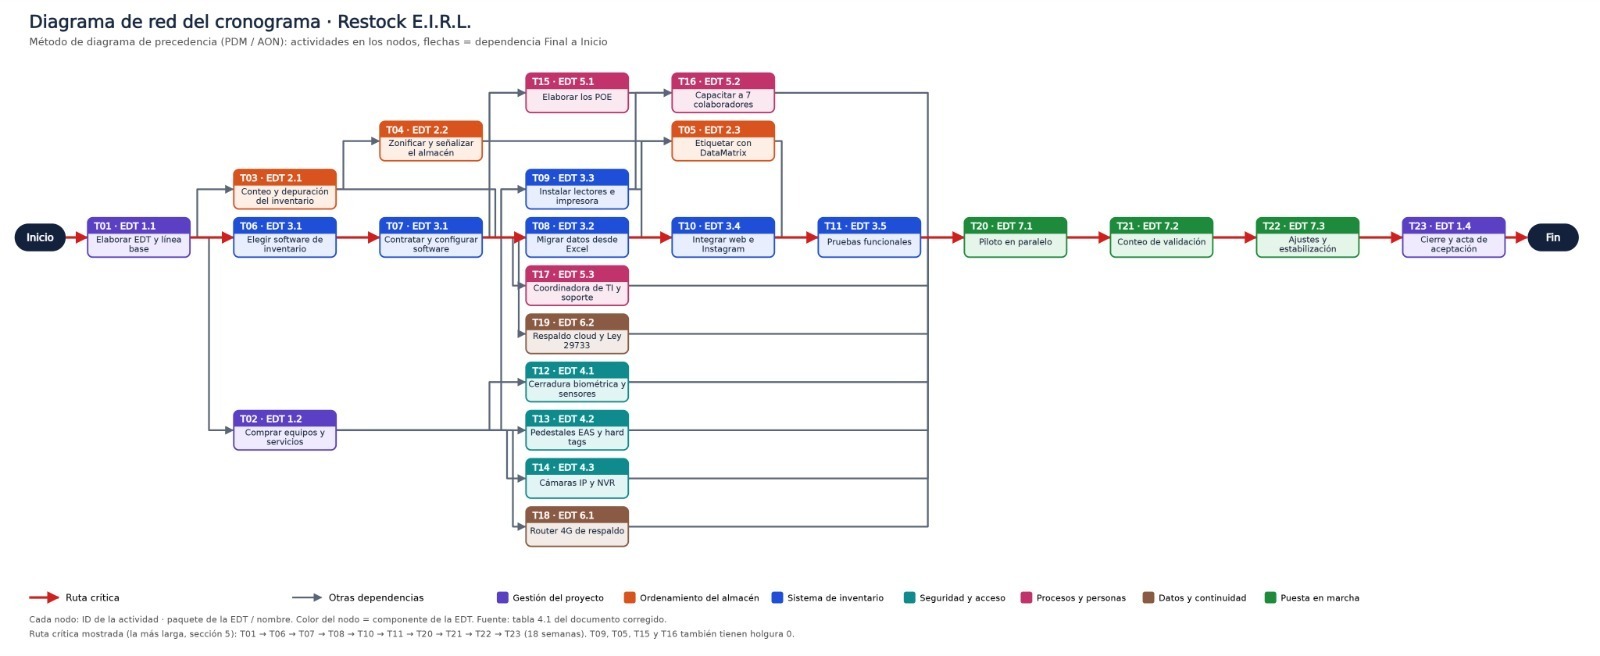 Diagrama de red del cronograma · Restock E.I.R.L.
Método de diagrama de precedencia (PDM / AON): actividades en los nodos, flechas = dependencia Final a Inicio
T15 · EDT 5.1
Elaborar los POE
T16 · EDT 5.2
Capacitar a 7
colaboradores
T04 · EDT 2.2
Zonificar y señalizar
el almacén
T05 · EDT 2.3
Etiquetar con
DataMatrix
T03 · EDT 2.1
Conteo y depuración
del inventario
T09 · EDT 3.3
Instalar lectores e
impresora
Inicio
T01 · EDT 1.1
Elaborar EDT y línea
base
T06 · EDT 3.1
Elegir software de
inventario
T07 · EDT 3.1
Contratar y configurar
software
T08 · EDT 3.2
Migrar datos desde
Excel
T10 · EDT 3.4
Integrar web e
Instagram
T11 · EDT 3.5
Pruebas funcionales
T20 · EDT 7.1
Piloto en paralelo
T21 · EDT 7.2
Conteo de validación
T22 · EDT 7.3
Ajustes y
estabilización
T23 · EDT 1.4
Cierre y acta de
aceptación
Fin
T17 · EDT 5.3
Coordinadora de TI y
soporte
T19 · EDT 6.2
Respaldo cloud y Ley
29733
T12 · EDT 4.1
Cerradura biométrica y
sensores
T02 · EDT 1.2
Comprar equipos y
servicios
T13 · EDT 4.2
Pedestales EAS y hard
tags
T14 · EDT 4.3
Cámaras IP y NVR
T18 · EDT 6.1
Router 4G de respaldo
Ruta crítica
Otras dependencias
Gestión del proyecto
Ordenamiento del almacén
Sistema de inventario
Seguridad y acceso
Procesos y personas
Datos y continuidad
Puesta en marcha
Cada nodo: ID de la actividad · paquete de la EDT / nombre. Color del nodo = componente de la EDT. Fuente: tabla 4.1 del documento corregido.
Ruta crítica mostrada (la más larga, sección 5): T01 → T06 → T07 → T08 → T10 → T11 → T20 → T21 → T22 → T23 (18 semanas). T09, T05, T15 y T16 también tienen holgura 0.